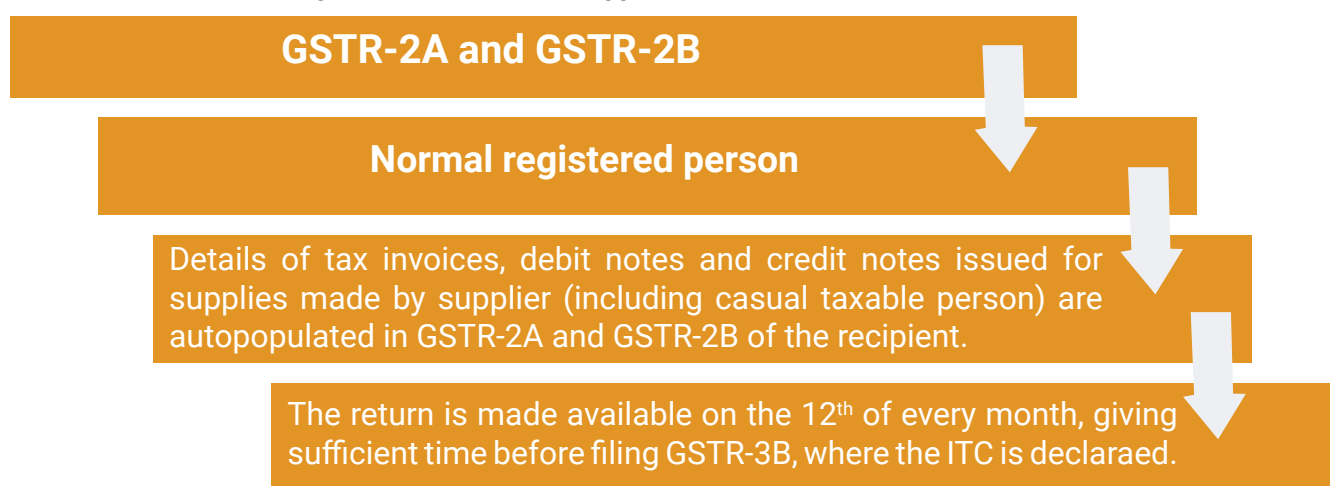 GSTR-2A and GSTR-2B
Normal registered person
Details of tax invoices, debit notes and credit notes issued for
supplies made by supplier (including casual taxable person) are
autopopulated in GSTR-2A and GSTR-2B of the recipient.
The return is made available on the 12th of every month, giving
sufficient time before filing GSTR-3B, where the ITC is declaraed.